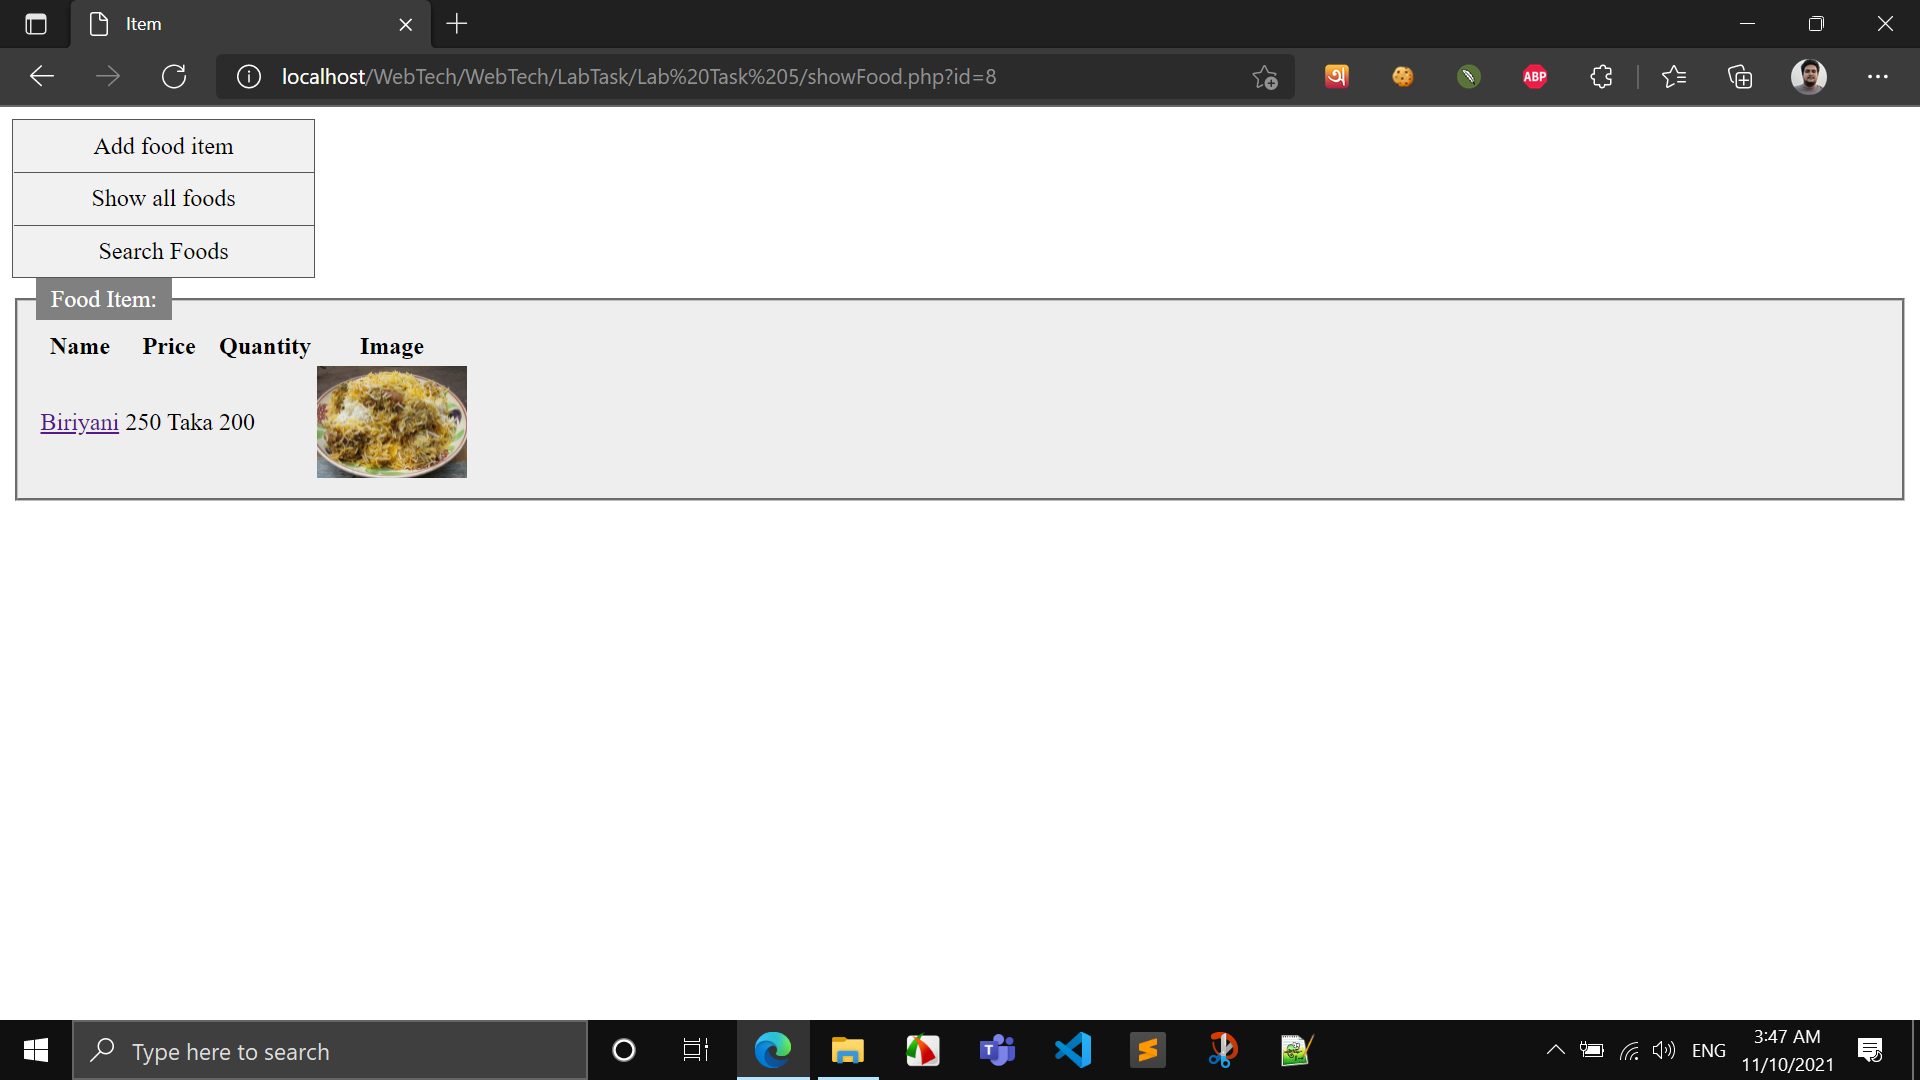 Item
localhost/WebTech/WebTech/LabTask/Lab%20Task%205/showFood.php?id=8
অ
ABP
Add food item
Show all foods
Search Foods
Food Item:
Name Price Quantity Image
Biriyani 250 Taka 200
Type here to search
ENG
3:47 AM
11/10/2021